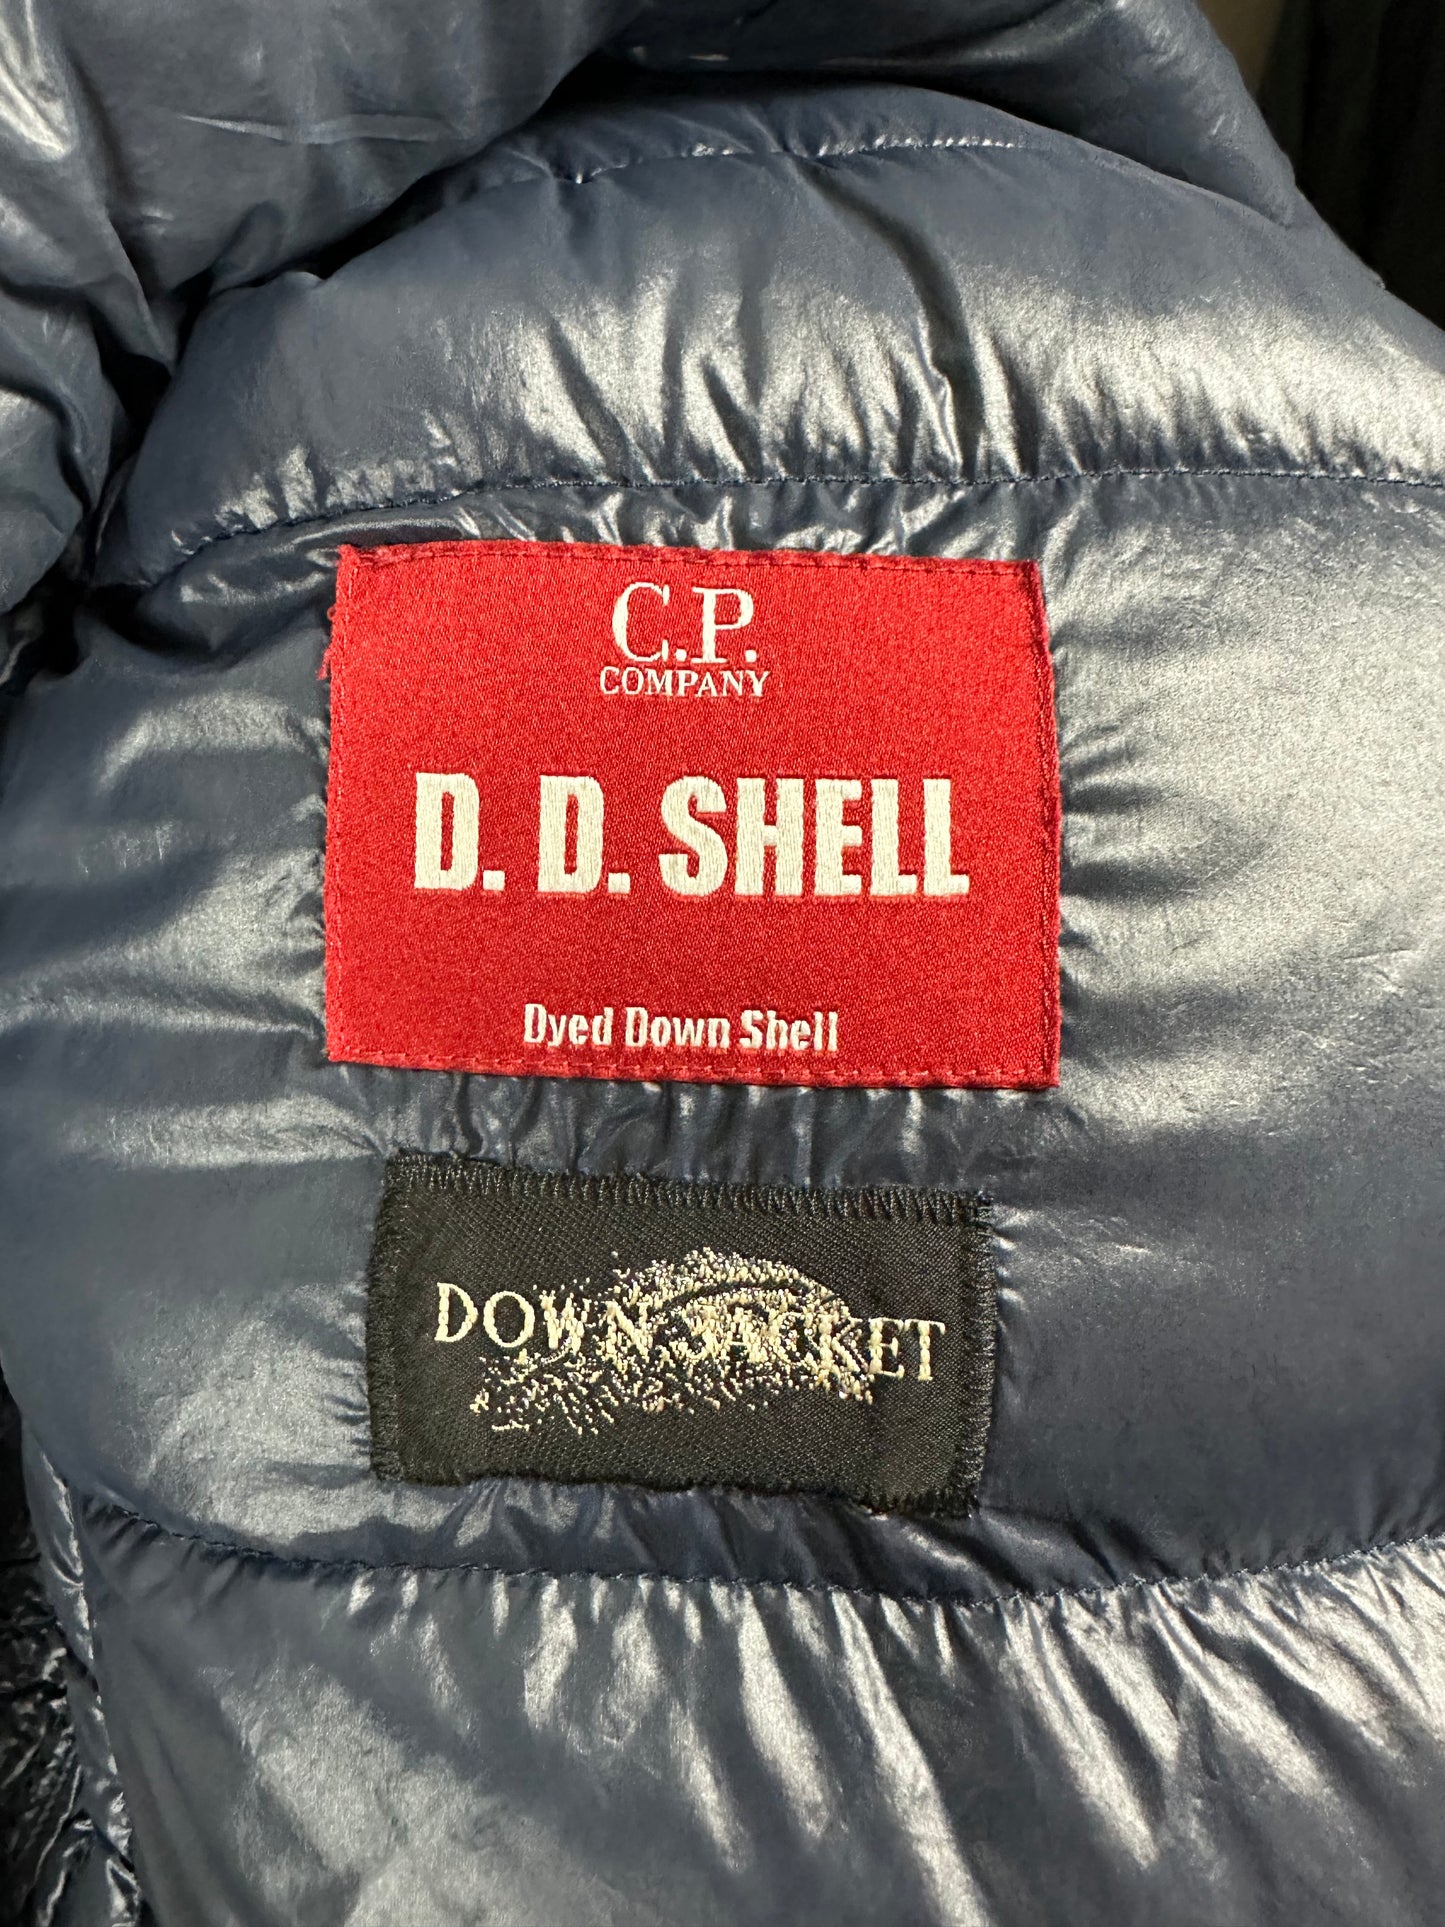 C.P.
COMPANY
D. D. SHELL
Dyed Down Shell
DOWN JACKET